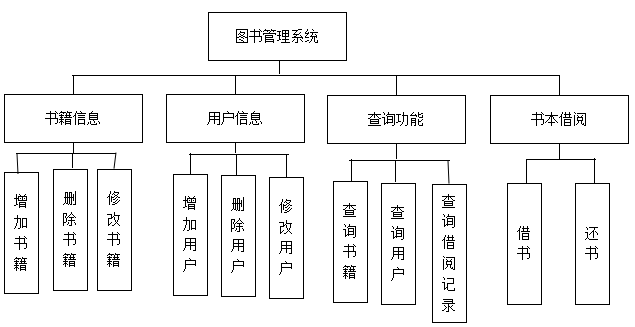 图书管理系统
书籍信息
用户信息
查询功能
书本借阅
增加书籍
删除书籍
修改书籍
增加用户
删除用户
修改用户
查询书籍
查询用户
查询借阅记录
借书
还书